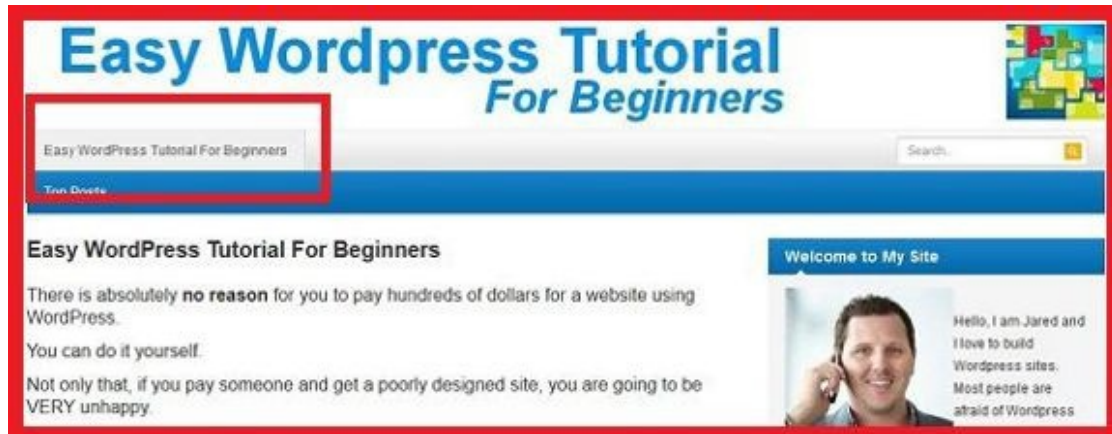 Easy Wordpress Tutorial
For Beginners
Easy WordPress Tutorial For Beginners
Search..
Top Posts
Easy WordPress Tutorial For Beginners
There is absolutely no reason for you to pay hundreds of dollars for a website using
WordPress.
You can do it yourself.
Not only that, if you pay someone and get a poorly designed site, you are going to be
VERY unhappy.
Welcome to My Site
Hello, I am Jared and
I love to build
Wordpress sites.
Most people are
afraid of Wordpress